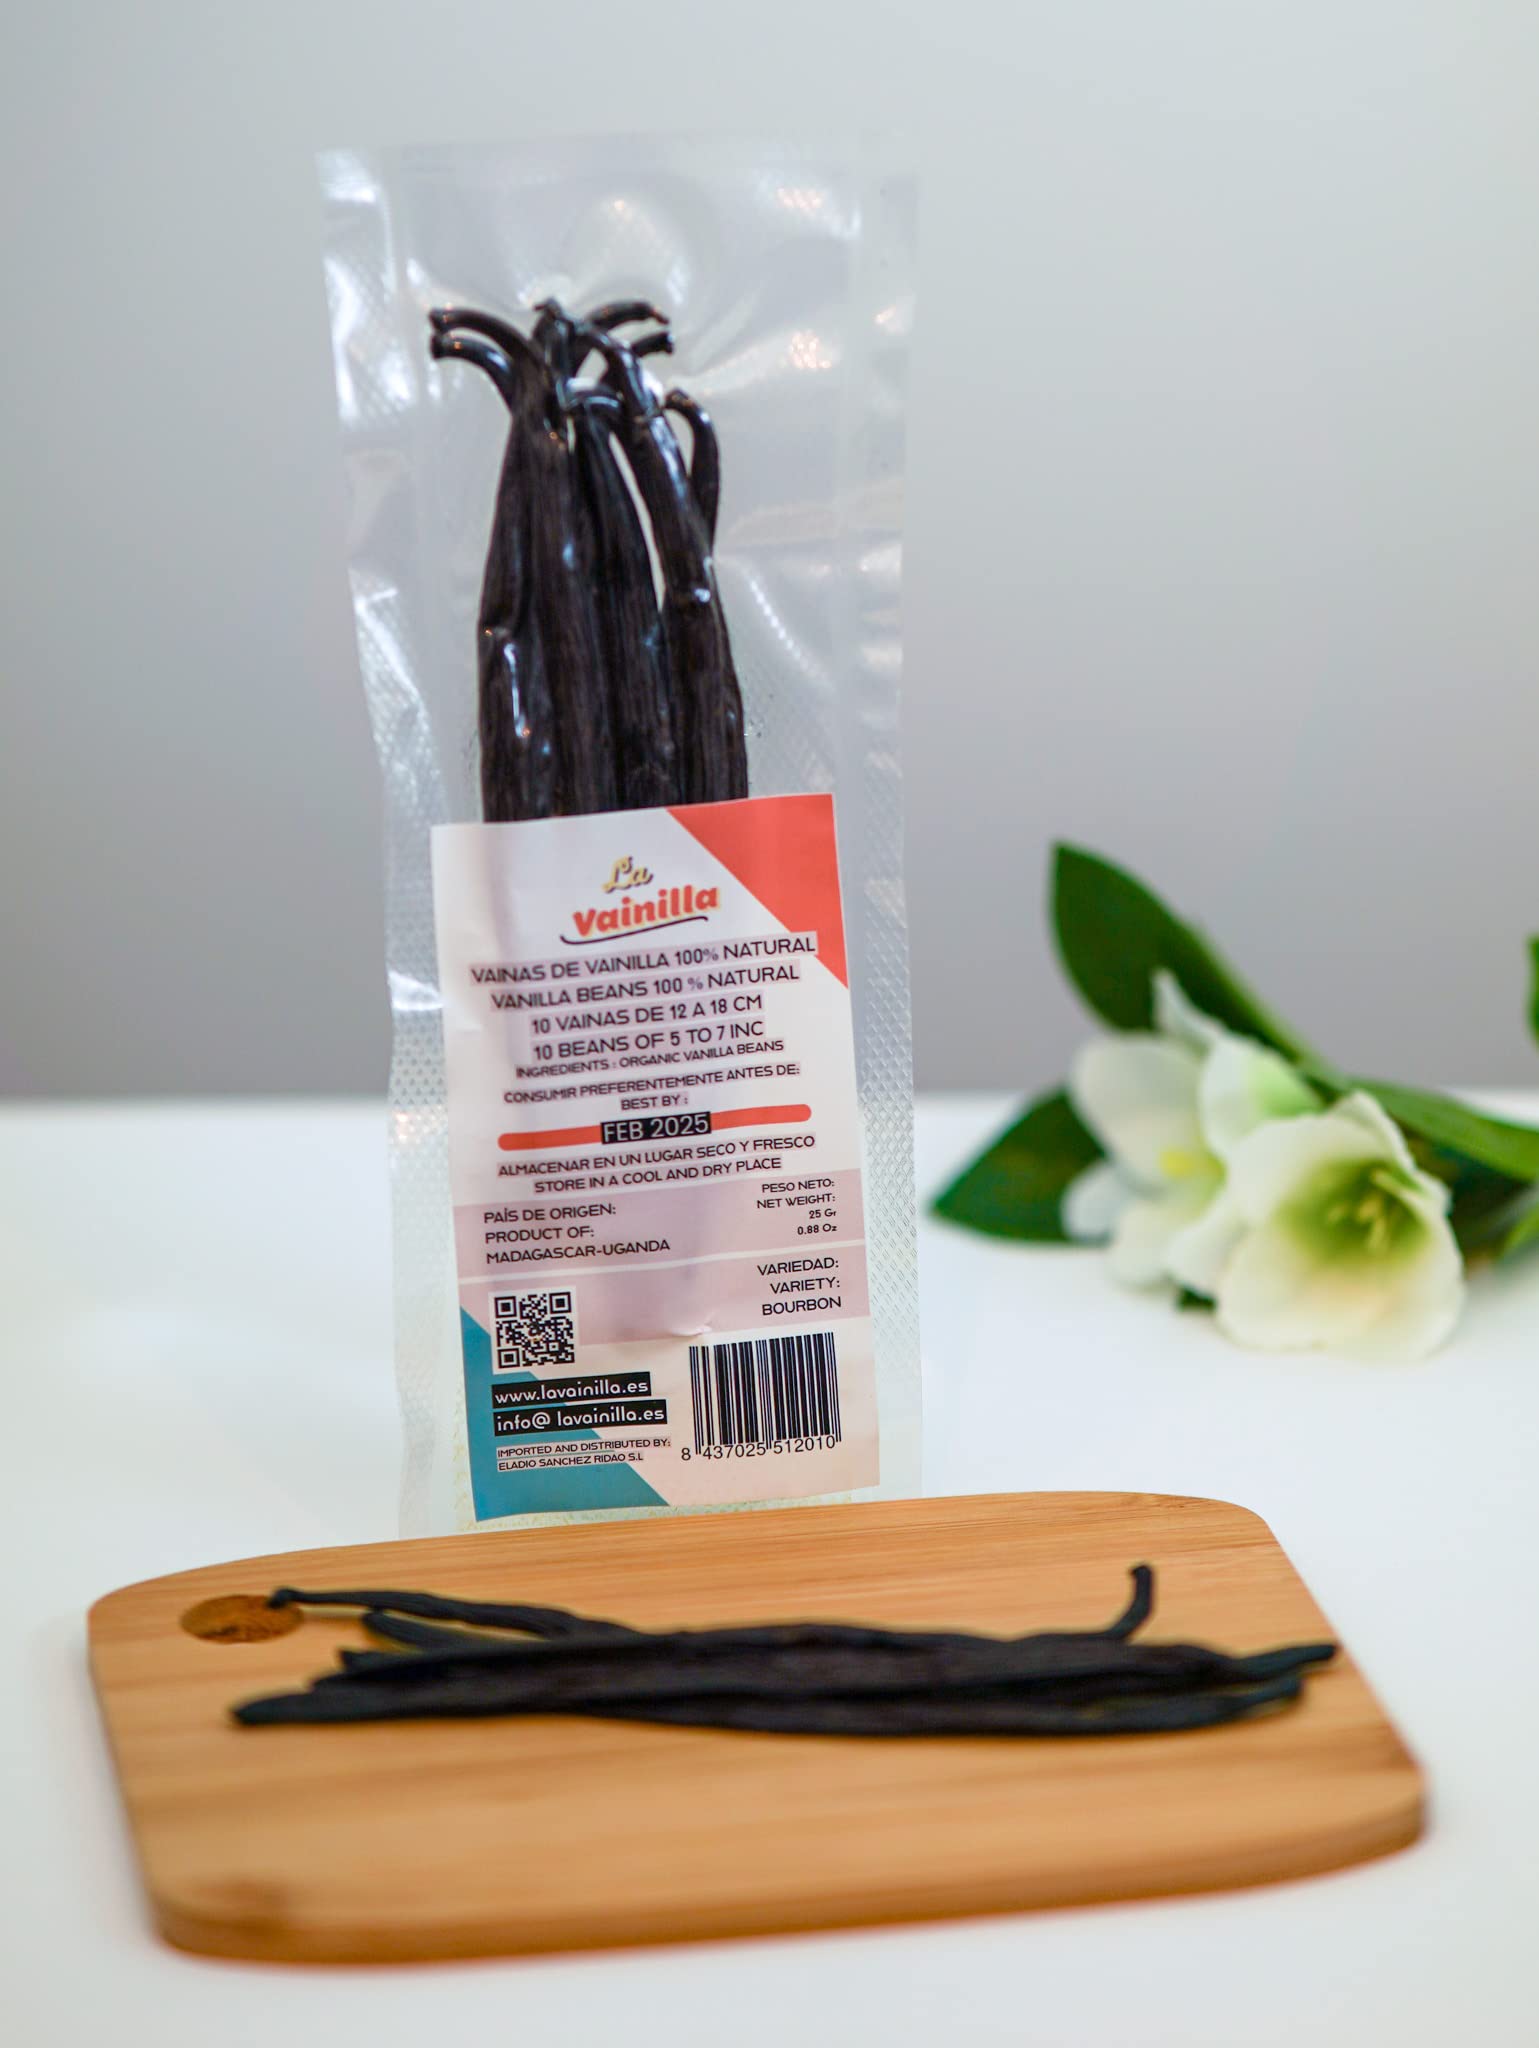 La
Vainilla
VAINAS DE VAINILLA 100% NATURAL
VANILLA BEANS 100 % NATURAL
10 VAINAS DE 12 A 18 CM
10 BEANS OF 5 TO 7 INC
INGREDIENTS : ORGANIC VANILLA BEANS
CONSUMIR PREFERENTEMENTE ANTES DE:
BEST BY :
FEB 2025
ALMACENAR EN UN LUGAR SECO Y FRESCO
STORE IN A COOL AND DRY PLACE
PAÍS DE ORIGEN:
PRODUCT OF:
MADAGASCAR-UGANDA
PESO NETO:
NET WEIGHT:
25 Gr
0.88 Oz
VARIEDAD:
VARIETY:
BOURBON
www.lavainilla.es
info@ lavainilla.es
IMPORTED AND DISTRIBUTED BY:
ELADIO SANCHEZ RIDAO S.L
8 437025 512010